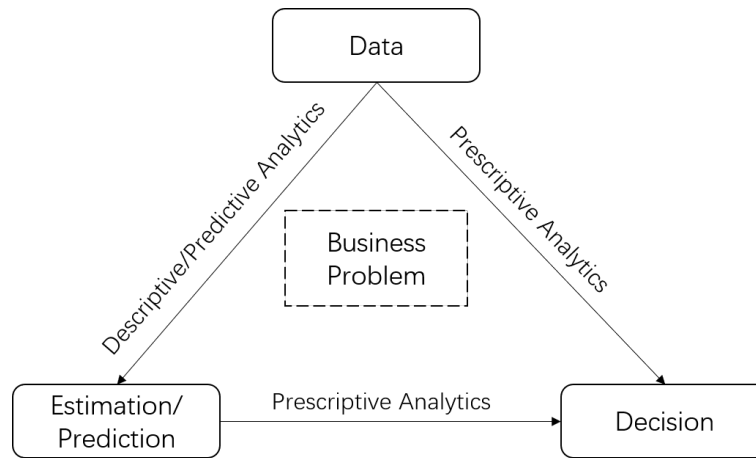 Data
Descriptive/Predictive Analytics
Prescriptive Analytics
Business
Problem
Estimation/
Prediction
Prescriptive Analytics
Decision